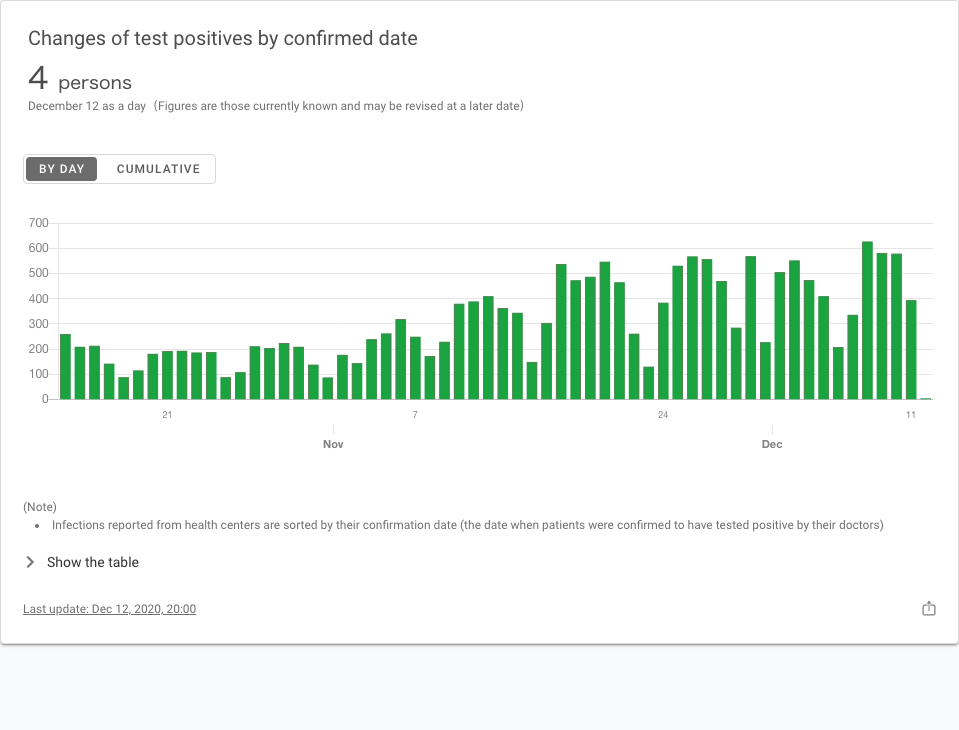 Changes of test positives by confirmed date
4 persons
December 12 as a day（Figures are those currently known and may be revised at a later date）
BY DAY CUMULATIVE
700
600
500
400
300
200
100
0
21 7 24 11
Nov Dec
(Note)
• Infections reported from health centers are sorted by their confirmation date (the date when patients were confirmed to have tested positive by their doctors)
Show the table
Last update: Dec 12, 2020, 20:00